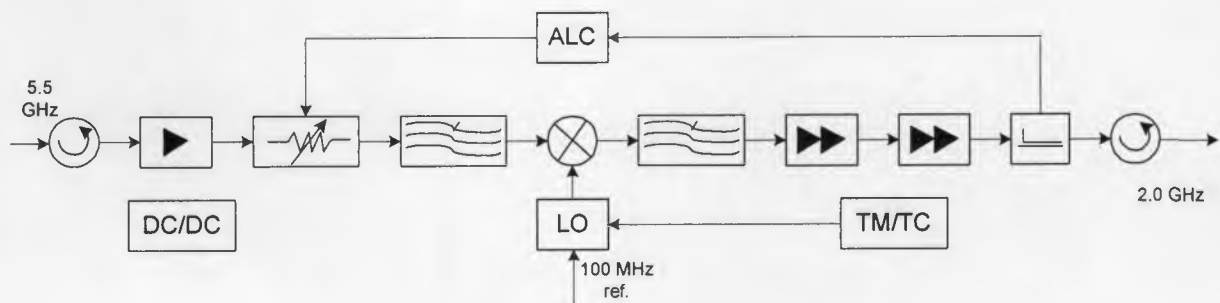 ALC
5.5
GHz
2.0 GHz
DC/DC
LO
TM/TC
100 MHz
ref.